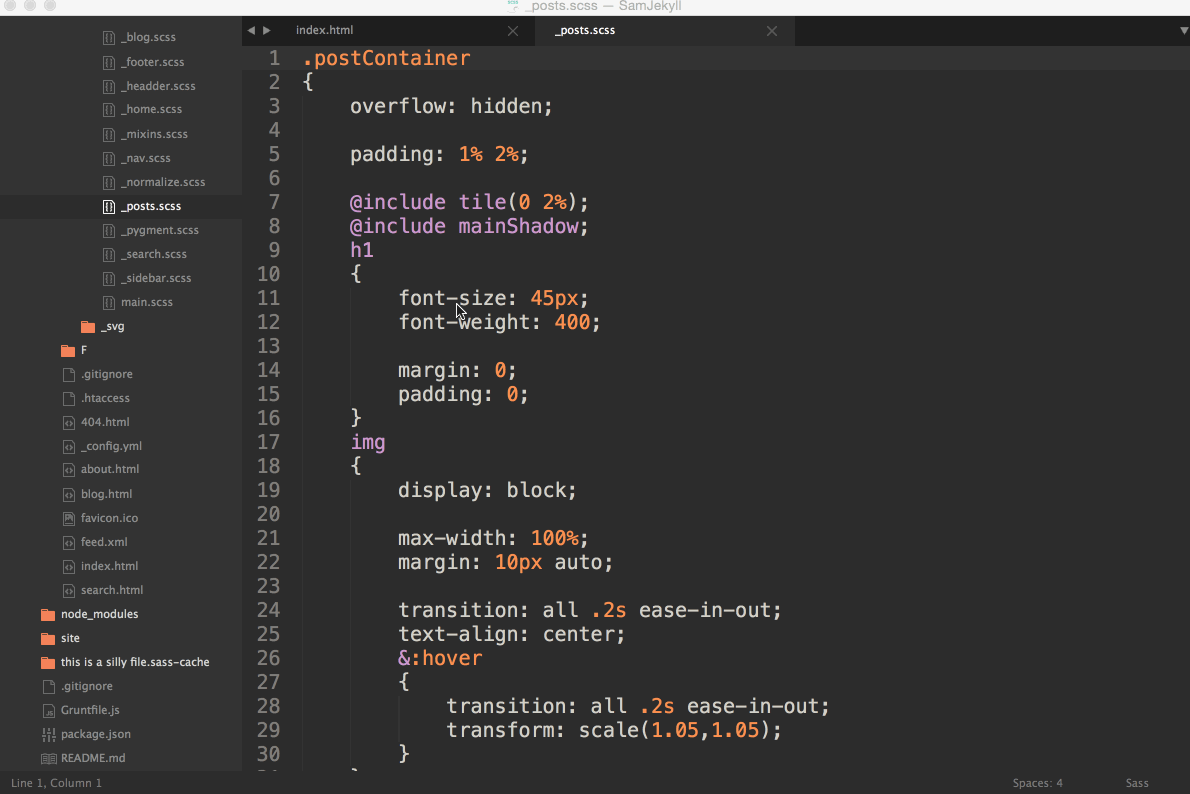 _posts.scss — SamJekyll
index.html
_posts.scss
_blog.scss
_footer.scss
_headder.scss
_home.scss
_mixins.scss
_nav.scss
_normalize.scss
_posts.scss
_pygment.scss
_search.scss
_sidebar.scss
main.scss
_svg
F
.gitignore
.htaccess
404.html
_config.yml
about.html
blog.html
favicon.ico
feed.xml
index.html
search.html
node_modules
site
this is a silly file.sass-cache
.gitignore
Gruntfile.js
package.json
README.md
1 .postContainer
2 {
3 overflow: hidden;
4
5 padding: 1% 2%;
6
7 @include tile(0 2%);
8 @include mainShadow;
9 h1
10 {
11 font-size: 45px;
12 font-weight: 400;
13
14 margin: 0;
15 padding: 0;
16 }
17 img
18 {
19 display: block;
20
21 max-width: 100%;
22 margin: 10px auto;
23
24 transition: all .2s ease-in-out;
25 text-align: center;
26 &:hover
27 {
28 transition: all .2s ease-in-out;
29 transform: scale(1.05,1.05);
30 }
Line 1, Column 1
Spaces: 4
Sass